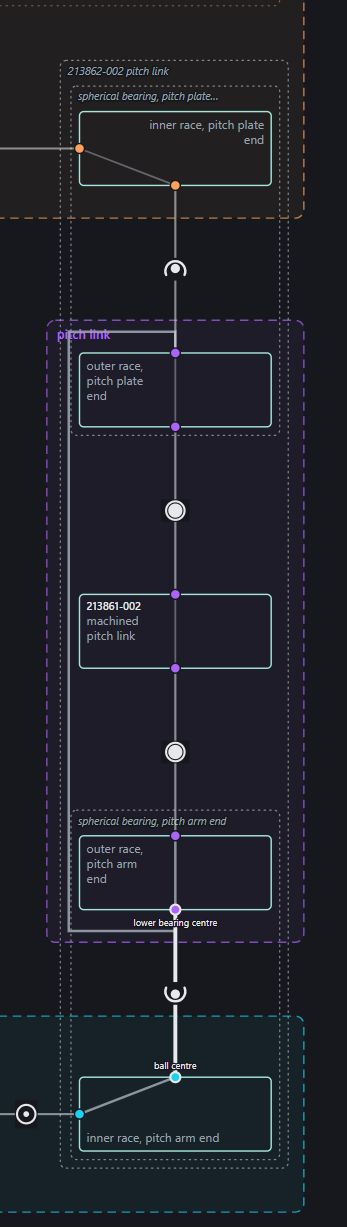 213862-002 pitch link
spherical bearing, pitch plate...
inner race, pitch plate
end
pitch link
outer race,
pitch plate
end
213861-002
machined
pitch link
spherical bearing, pitch arm end
outer race,
pitch arm
end
lower bearing centre
ball centre
inner race, pitch arm end